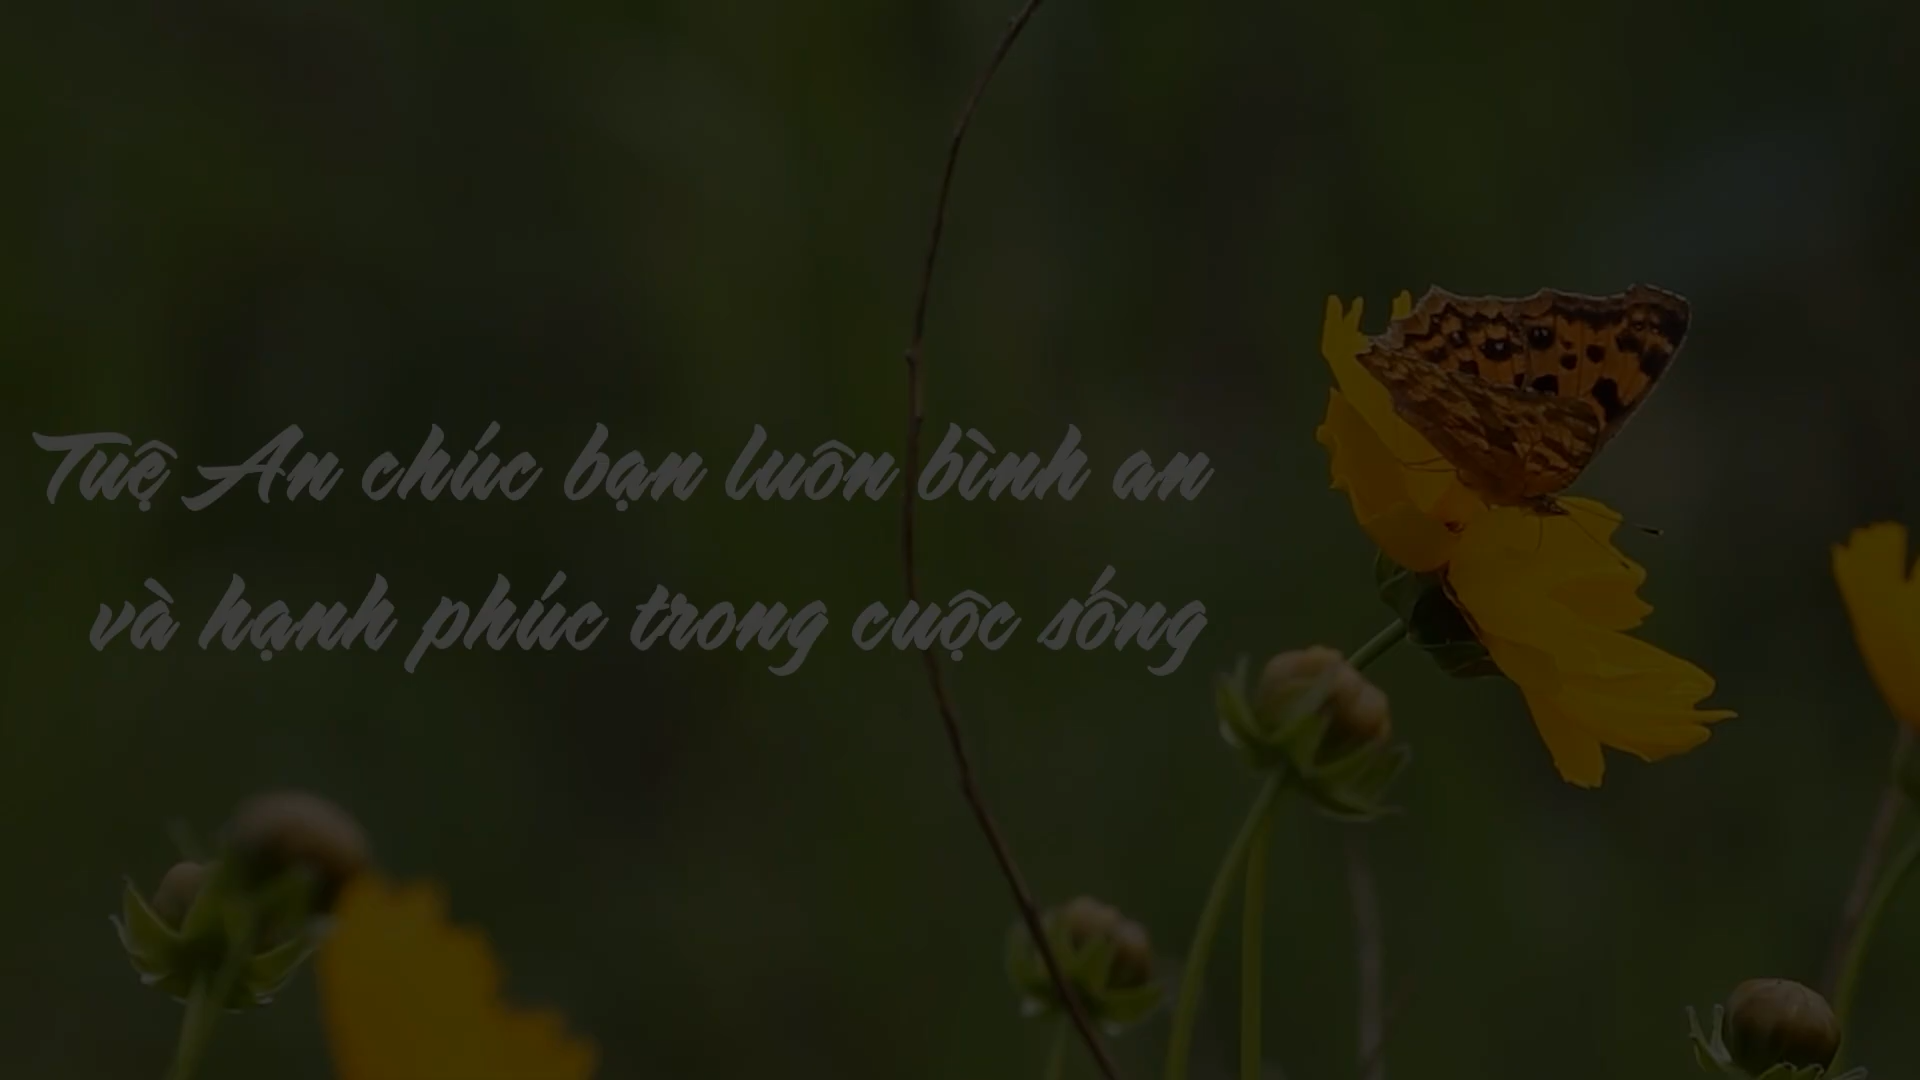 Tuệ An chúc bạn luôn bình an
và hạnh phúc trong cuộc sống